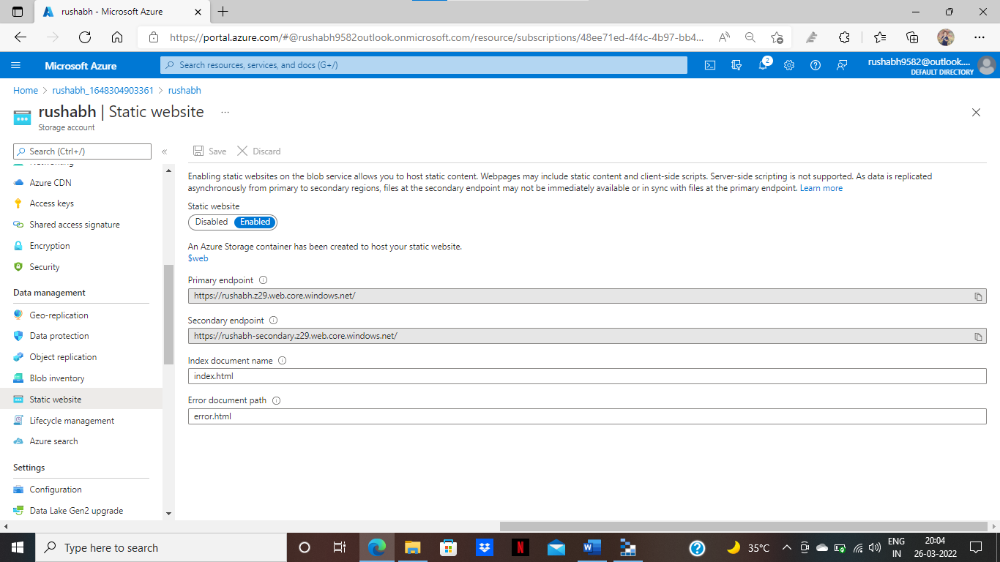 rushabh - Microsoft Azure
https://portal.azure.com/#@rushabh9582outlook.onmicrosoft.com/resource/subscriptions/48ee71ed-4f4c-4b97-bb4...
Microsoft Azure
Search resources, services, and docs (G+/)
2
rushabh9582@outlook....
DEFAULT DIRECTORY
Home > rushabh_1648304903361 > rushabh
rushabh | Static website ...
Storage account
Search (Ctrl+/)
«
Save
Discard
Networking
Azure CDN
Access keys
Shared access signature
Encryption
Security
Data management
Geo-replication
Data protection
Object replication
Blob inventory
Static website
Lifecycle management
Azure search
Settings
Configuration
Data Lake Gen2 upgrade
Enabling static websites on the blob service allows you to host static content. Webpages may include static content and client-side scripts. Server-side scripting is not supported. As data is replicated
asynchronously from primary to secondary regions, files at the secondary endpoint may not be immediately available or in sync with files at the primary endpoint. Learn more
Static website
Disabled Enabled
An Azure Storage container has been created to host your static website.
$web
Primary endpoint
https://rushabh.z29.web.core.windows.net/
Secondary endpoint
https://rushabh-secondary.z29.web.core.windows.net/
Index document name
index.html
Error document path
error.html
Type here to search
35°C
ENG
IN
20:04
26-03-2022